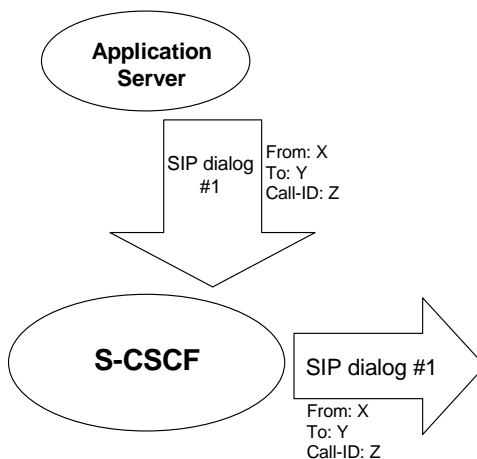 Application
Server
SIP dialog
#1
From: X
To: Y
Call-ID: Z
S-CSCF
SIP dialog #1
From: X
To: Y
Call-ID: Z